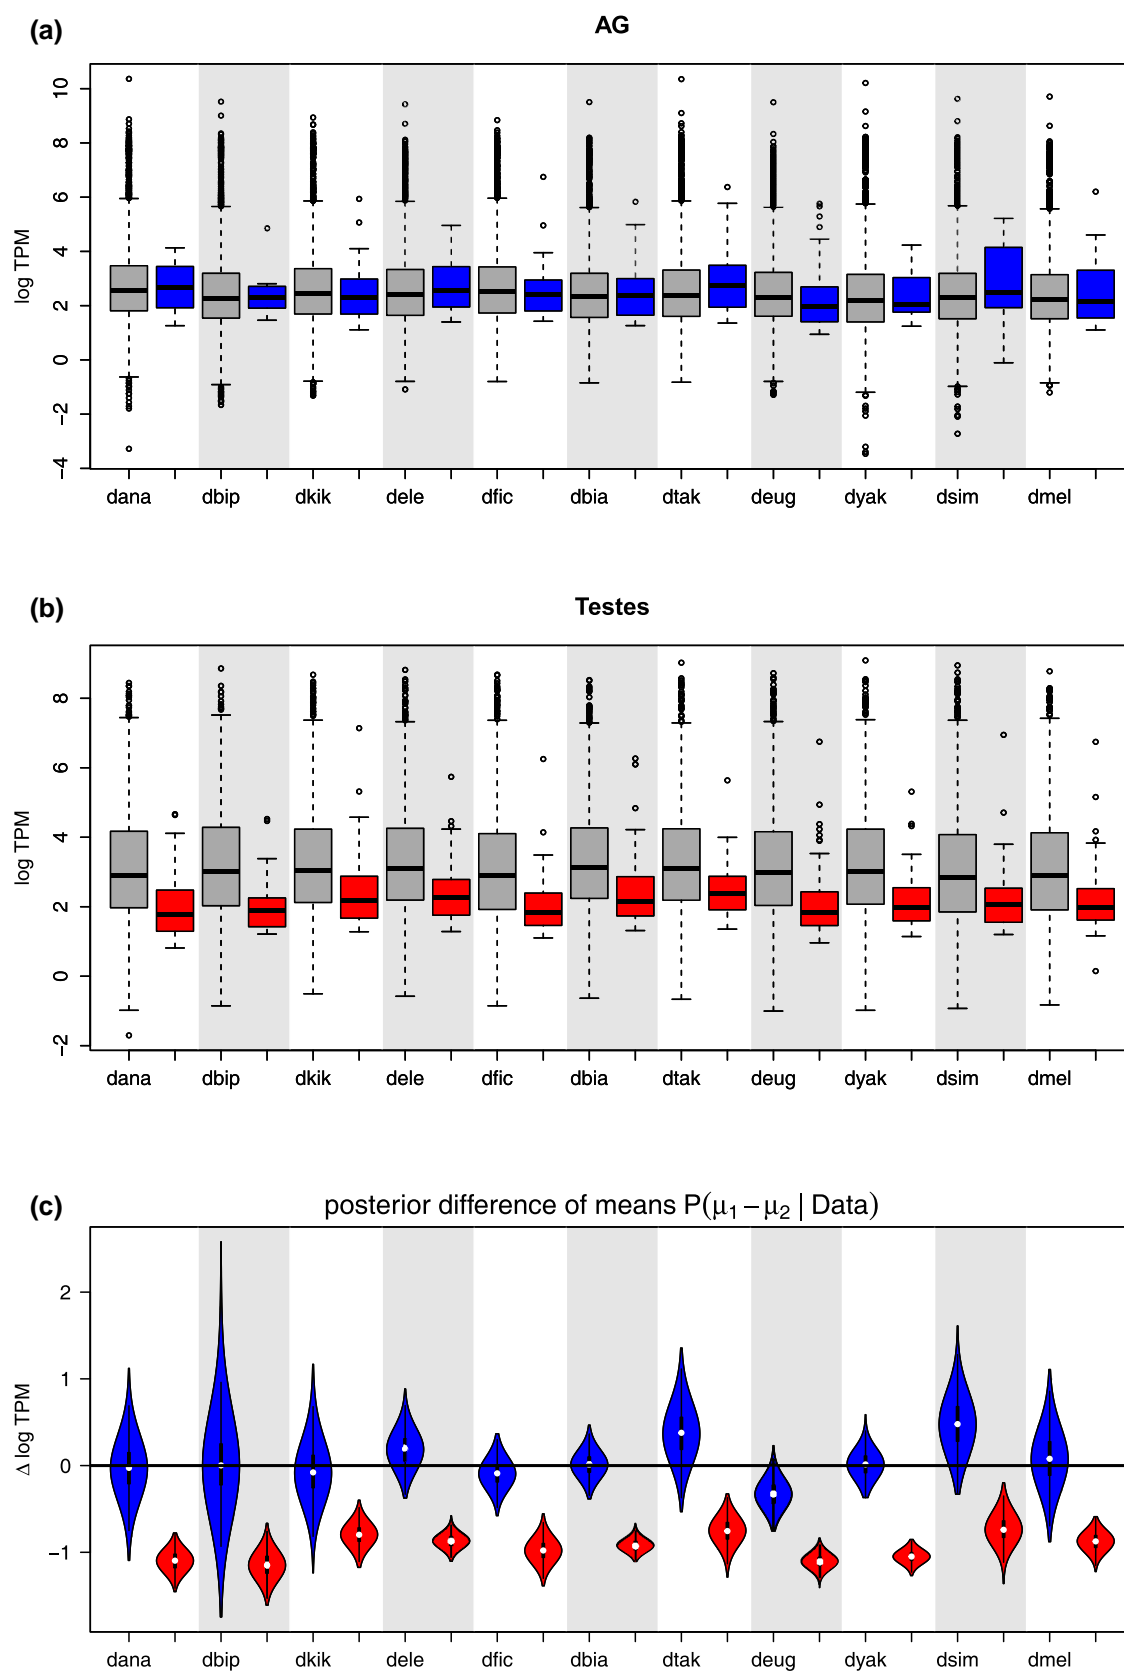 (a)
AG
log TPM
10
8
6
4
2
0
−2
−4
dana dbip dkik dele dfic dbia dtak deug dyak dsim dmel
(b)
Testes
log TPM
8
6
4
2
0
−2
dana dbip dkik dele dfic dbia dtak deug dyak dsim dmel
(c)
posterior difference of means P(μ₁ − μ₂ | Data)
Δ log TPM
2
1
0
−1
dana dbip dkik dele dfic dbia dtak deug dyak dsim dmel